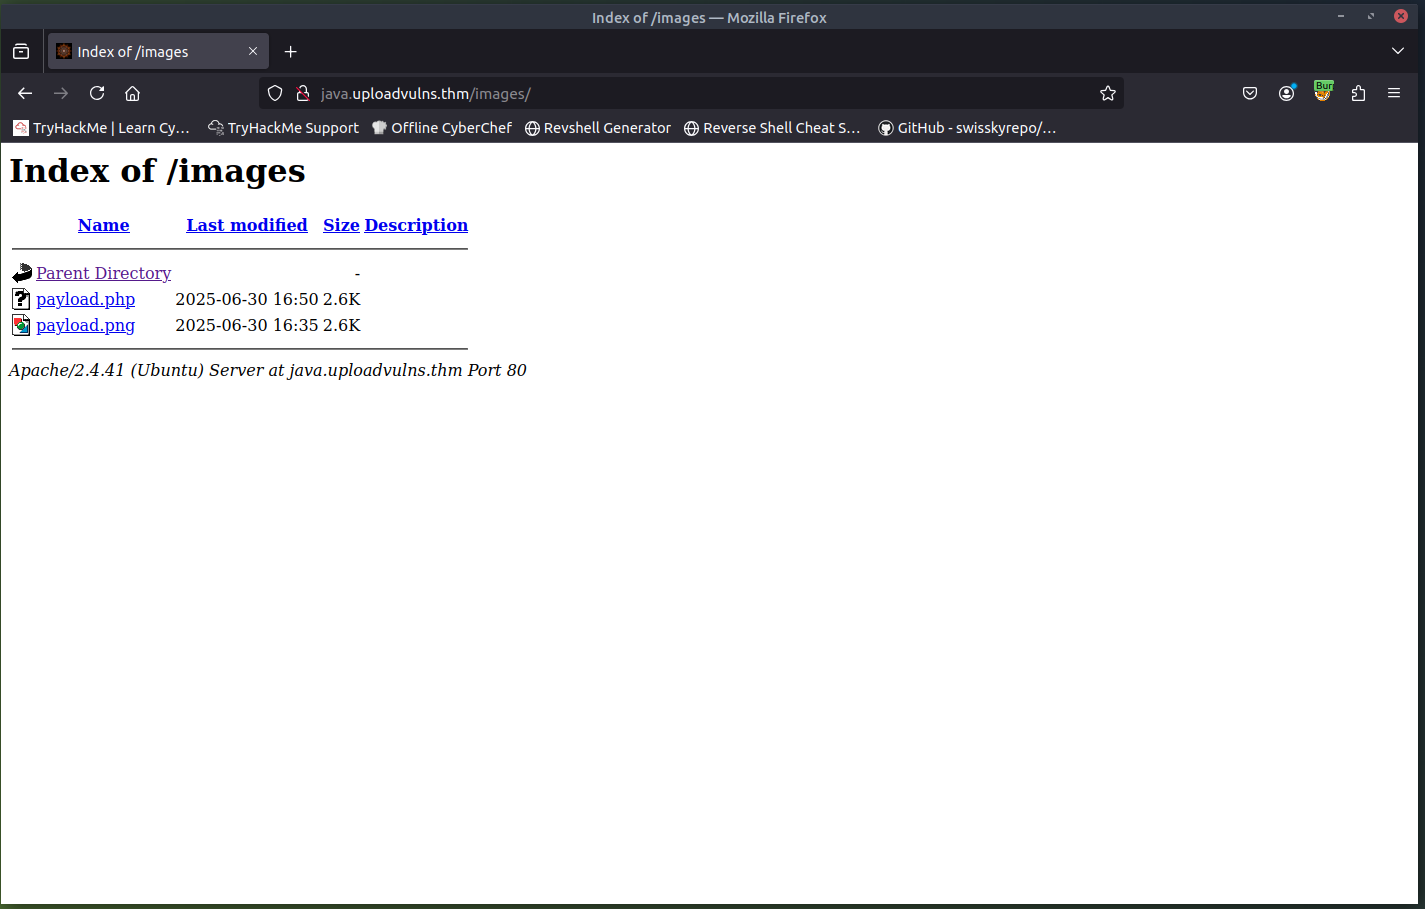 Index of /images — Mozilla Firefox
Index of /images
java.uploadvulns.thm/images/
Bur
TryHackMe | Learn Cy… TryHackMe Support Offline CyberChef Revshell Generator Reverse Shell Cheat S… GitHub - swisskyrepo/…
Index of /images
Name Last modified Size Description
Parent Directory -
payload.php 2025-06-30 16:50 2.6K
payload.png 2025-06-30 16:35 2.6K
Apache/2.4.41 (Ubuntu) Server at java.uploadvulns.thm Port 80